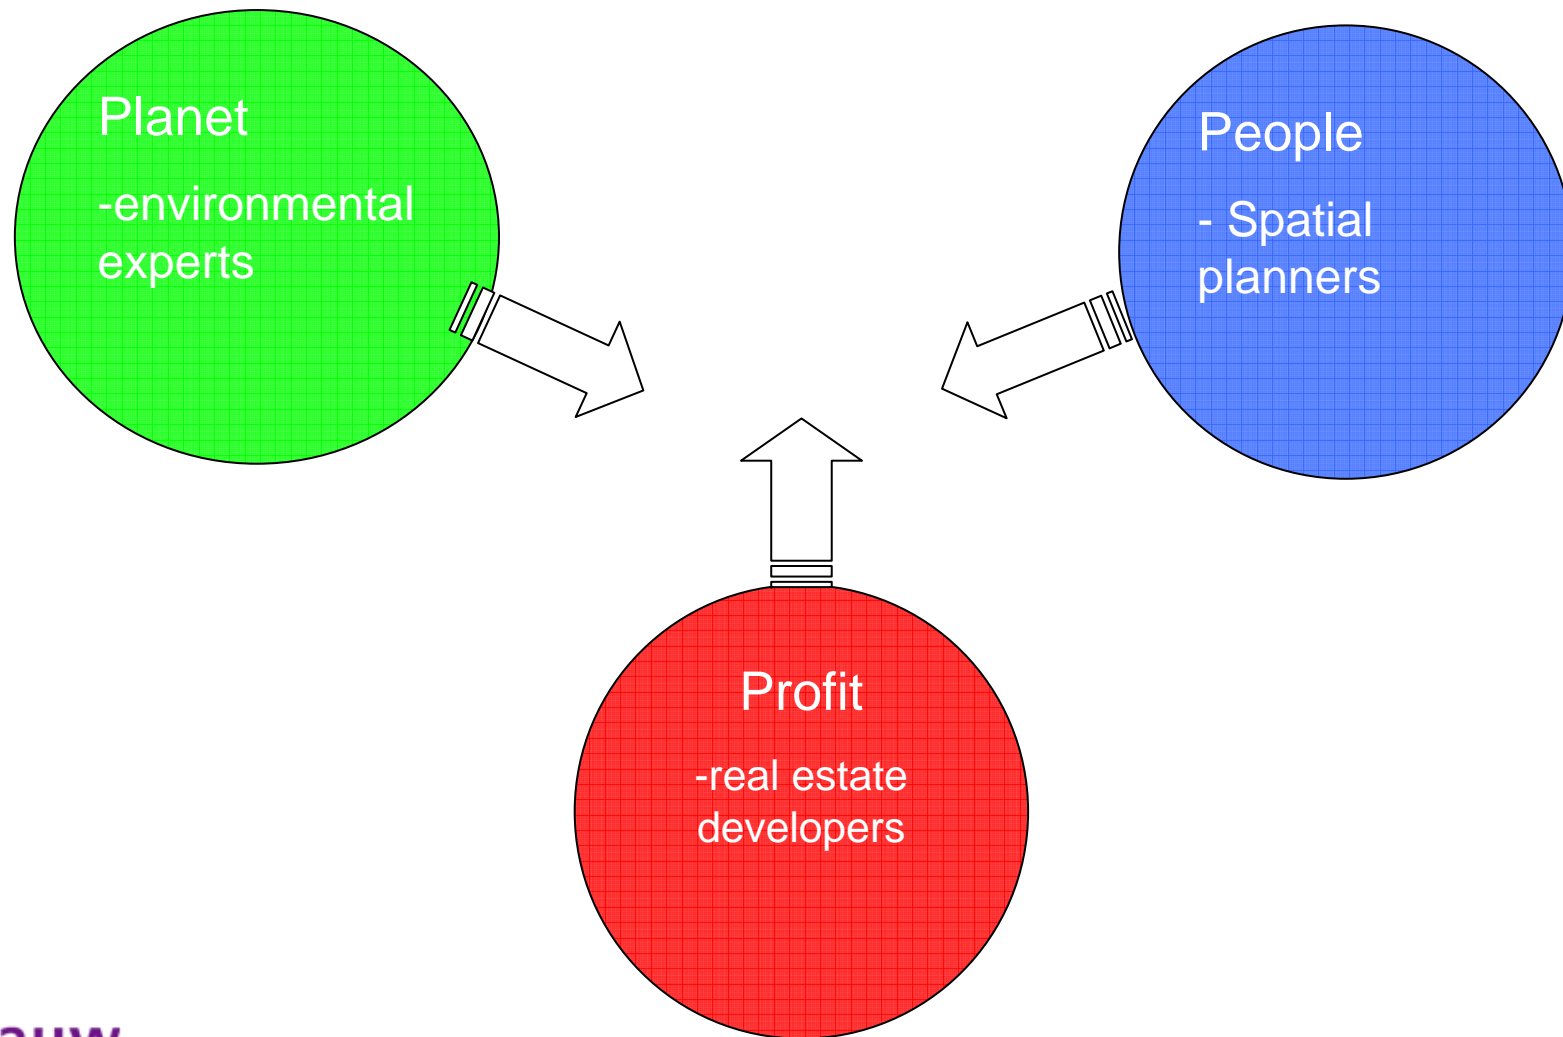 Planet
-environmental
experts
People
- Spatial
planners
Profit
-real estate
developers